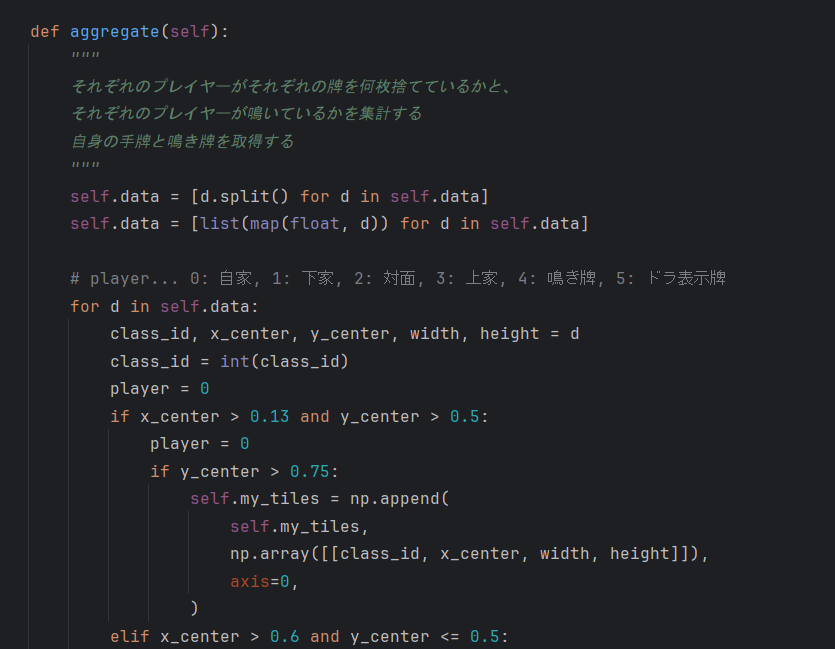 def aggregate(self):
"""
それぞれのプレイヤーがそれぞれの牌を何枚捨てているかと、
それぞれのプレイヤーが鳴いているかを集計する
自身の手牌と鳴き牌を取得する
"""
self.data = [d.split() for d in self.data]
self.data = [list(map(float, d)) for d in self.data]
# player... 0: 自家, 1: 下家, 2: 対面, 3: 上家, 4: 鳴き牌, 5: ドラ表示牌
for d in self.data:
class_id, x_center, y_center, width, height = d
class_id = int(class_id)
player = 0
if x_center > 0.13 and y_center > 0.5:
player = 0
if y_center > 0.75:
self.my_tiles = np.append(
self.my_tiles,
np.array([[class_id, x_center, width, height]]),
axis=0,
)
elif x_center > 0.6 and y_center <= 0.5: